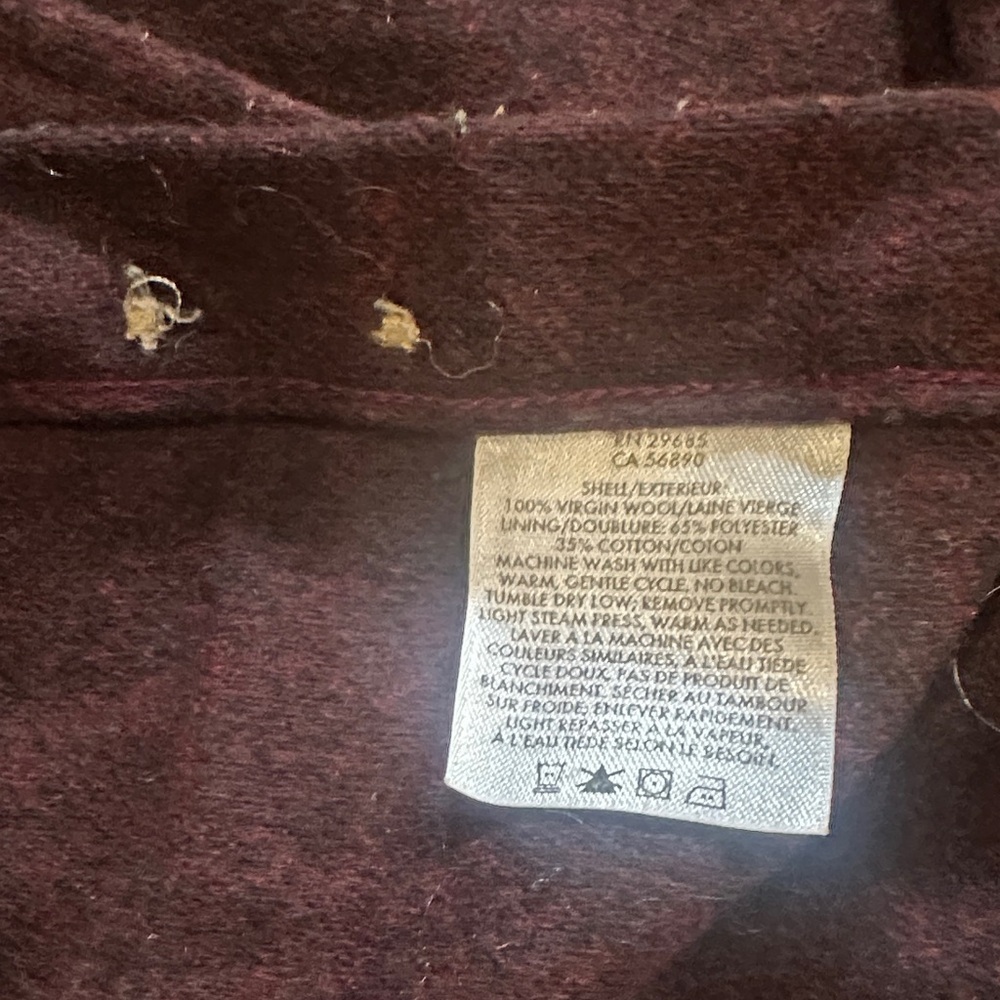 RN 29685
CA 56890
SHELL/EXTERIEUR:
100% VIRGIN WOOL/LAINE VIERGE
LINING/DOUBLURE: 65% POLYESTER
35% COTTON/COTON
MACHINE WASH WITH LIKE COLORS,
WARM, GENTLE CYCLE. NO BLEACH.
TUMBLE DRY LOW; REMOVE PROMPTLY.
LIGHT STEAM PRESS, WARM AS NEEDED.
LAVER A LA MACHINE AVEC DES
COULEURS SIMILAIRES, A L'EAU TIEDE
CYCLE DOUX. PAS DE PRODUIT DE
BLANCHIMENT. SECHER AU TAMBOUR
SUR FROIDE; ENLEVER RAPIDEMENT.
LIGHT REPASSER A LA VAPEUR,
A L'EAU TIEDE SELON LE BESOIN.